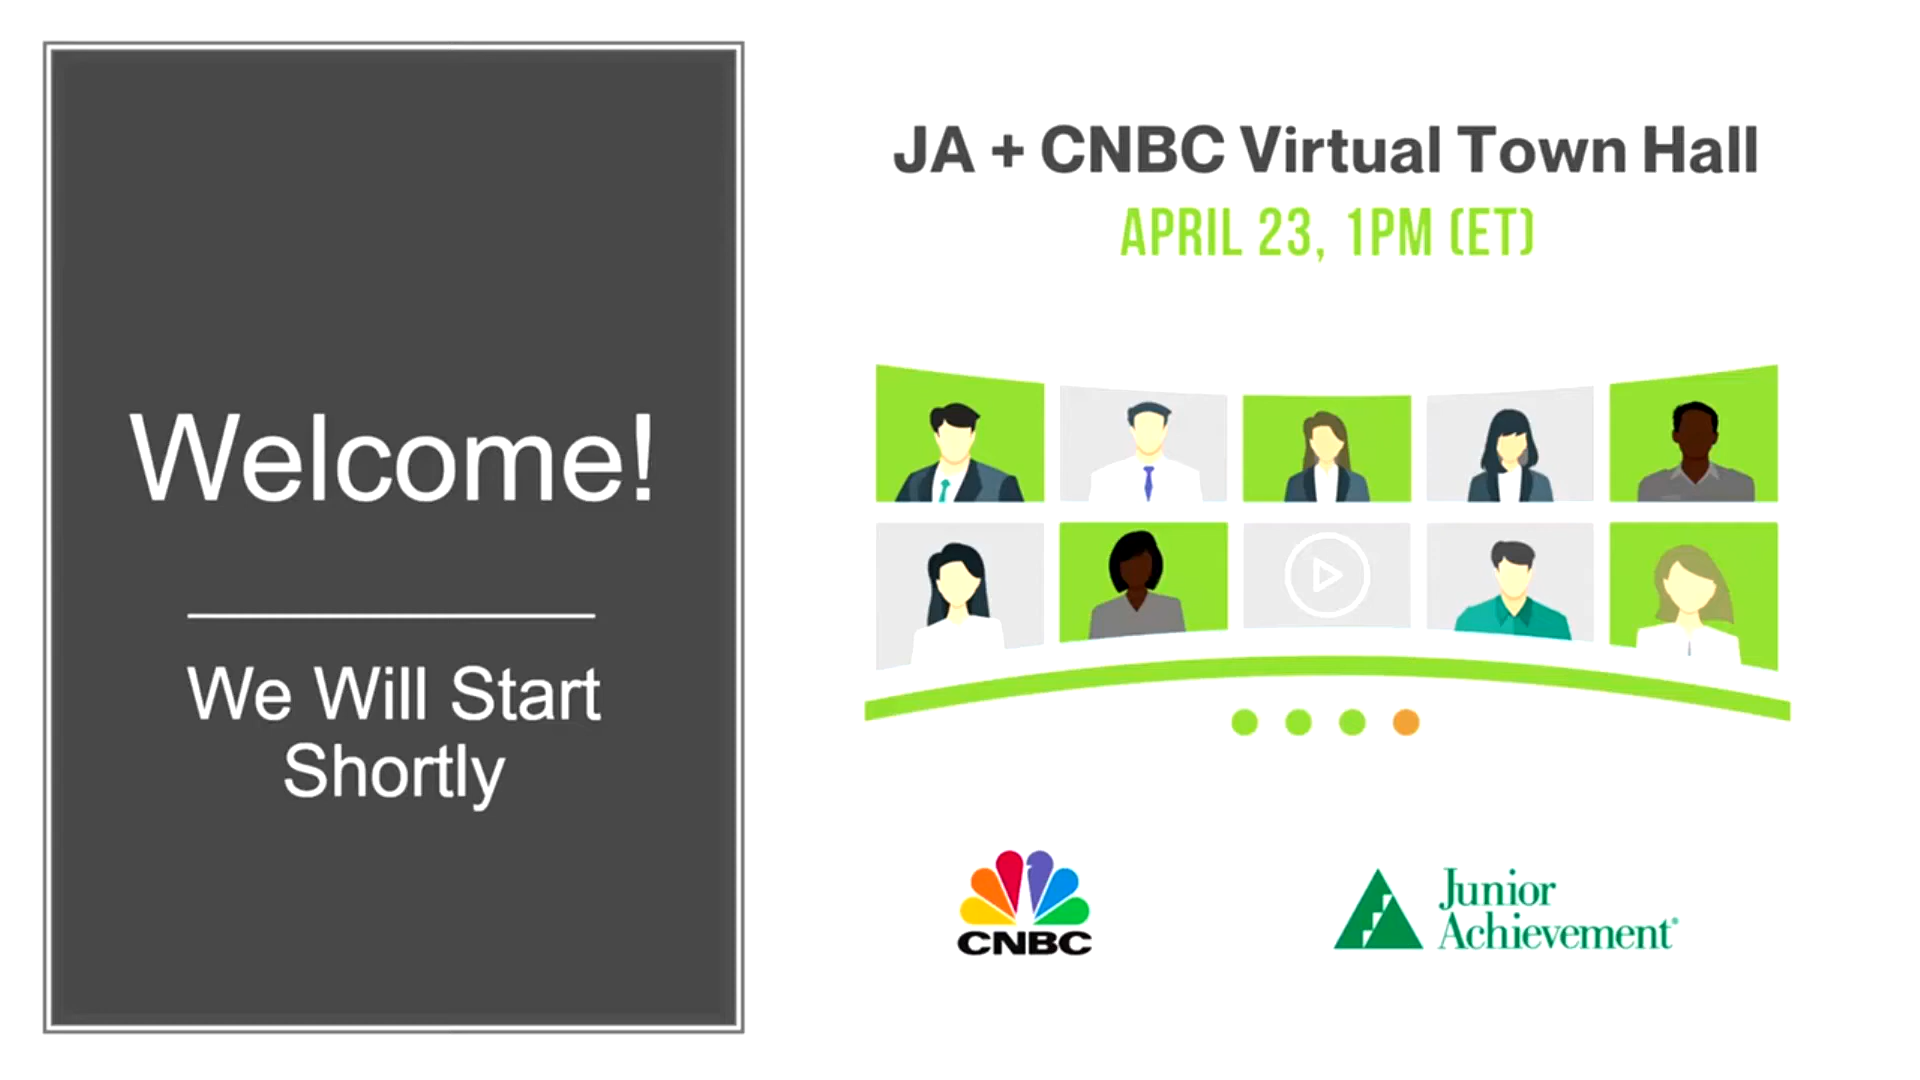 Welcome!
We Will Start
Shortly
JA + CNBC Virtual Town Hall
APRIL 23, 1PM (ET)
CNBC
Junior
Achievement®